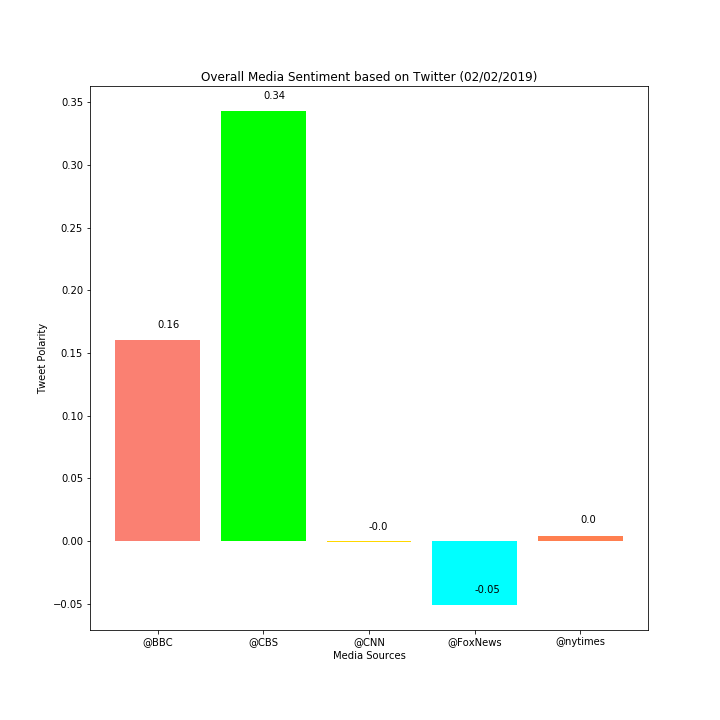 Overall Media Sentiment based on Twitter (02/02/2019)
0.35
0.34
0.30
0.25
0.20
0.16
0.15
Tweet Polarity
0.10
0.05
-0.0
0.0
0.00
-0.05
−0.05
@BBC
@CBS
@CNN
@FoxNews
@nytimes
Media Sources